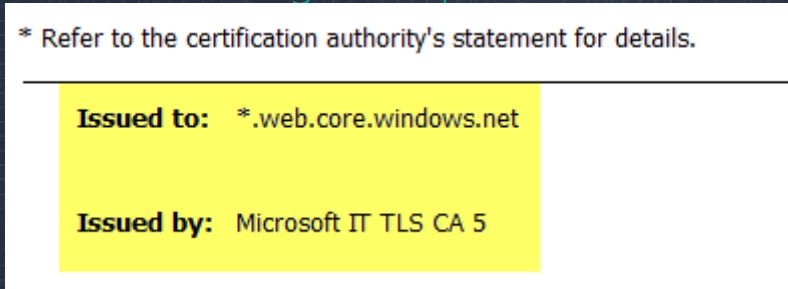 * Refer to the certification authority's statement for details.
Issued to: *.web.core.windows.net
Issued by: Microsoft IT TLS CA 5